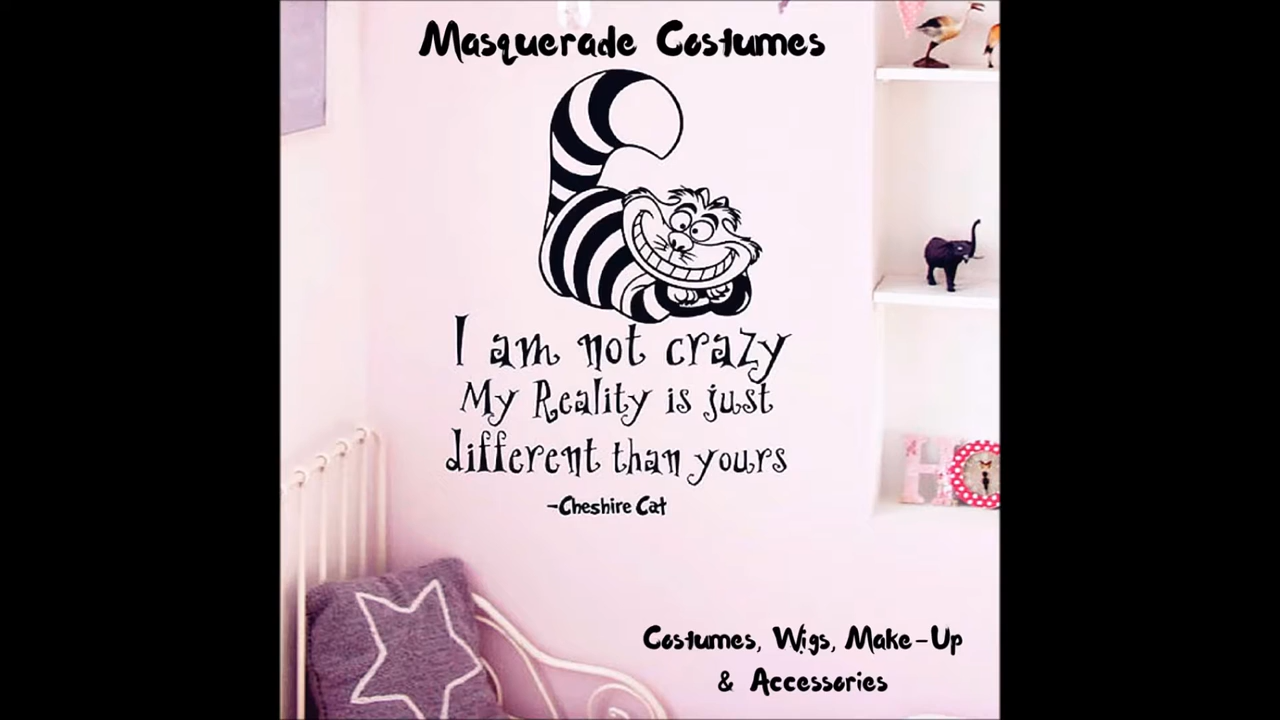 Masquerade Costumes
I am not crazy
My Reality is just
different than yours
-Cheshire Cat
HO
Costumes, Wigs, Make-Up
& Accessories